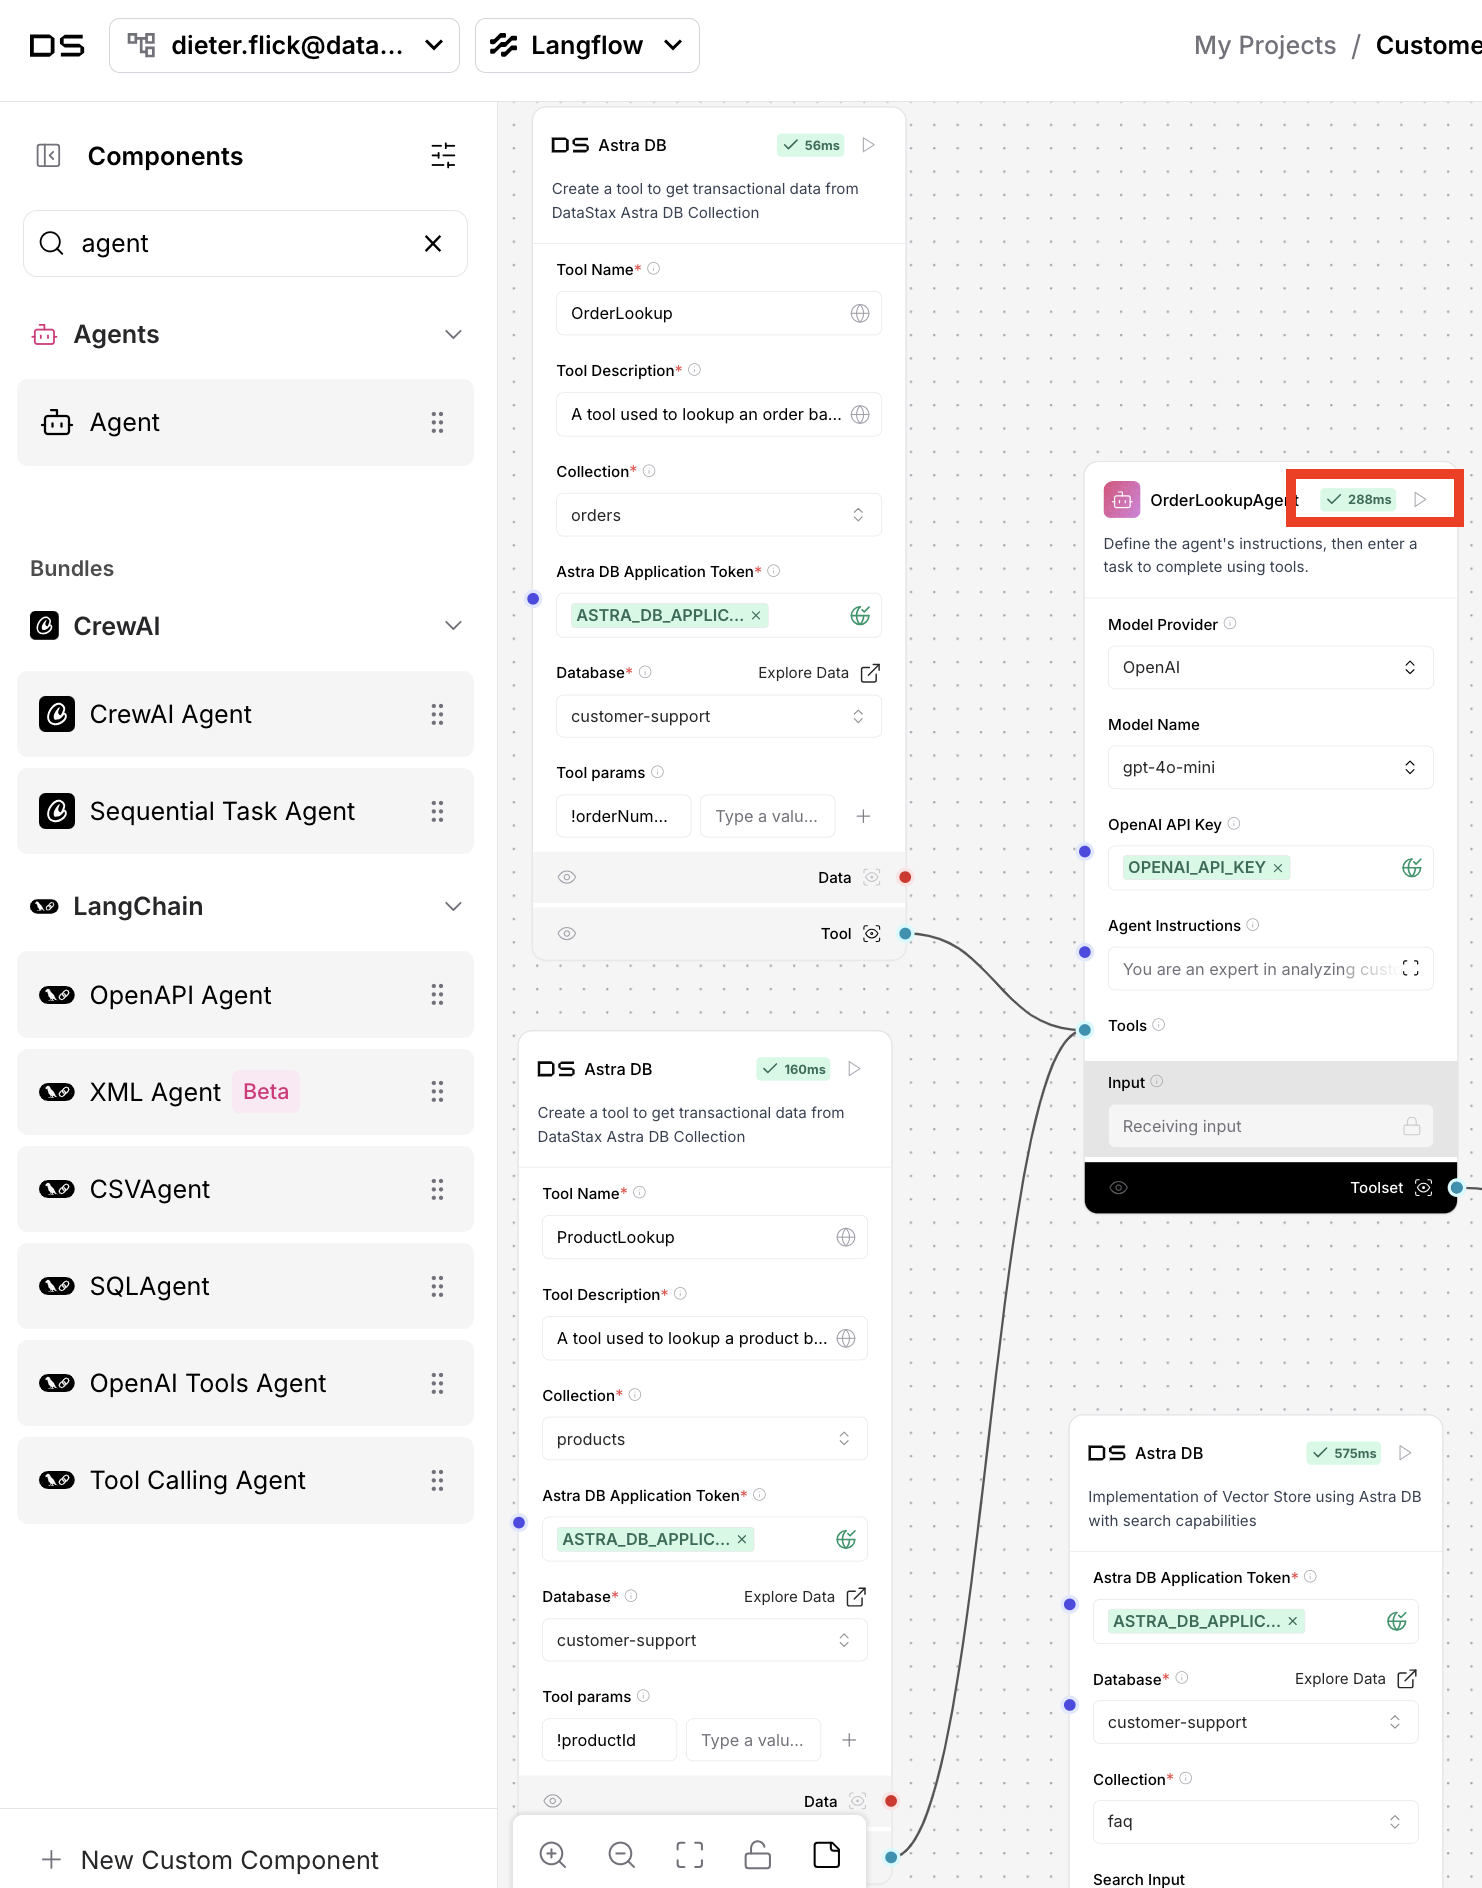 DS
dieter.flick@data...
Langflow
My Projects / Custome
Components
agent
Agents
Agent
Bundles
CrewAI
CrewAI Agent
Sequential Task Agent
LangChain
OpenAPI Agent
XML Agent Beta
CSVAgent
SQLAgent
OpenAI Tools Agent
Tool Calling Agent
New Custom Component
DS Astra DB 56ms
Create a tool to get transactional data from
DataStax Astra DB Collection
Tool Name*
OrderLookup
Tool Description*
A tool used to lookup an order ba...
Collection*
orders
Astra DB Application Token*
ASTRA_DB_APPLIC... ×
Database* Explore Data
customer-support
Tool params
!orderNum... Type a valu...
Data
Tool
DS Astra DB 160ms
Create a tool to get transactional data from
DataStax Astra DB Collection
Tool Name*
ProductLookup
Tool Description*
A tool used to lookup a product b...
Collection*
products
Astra DB Application Token*
ASTRA_DB_APPLIC... ×
Database* Explore Data
customer-support
Tool params
!productId Type a valu...
Data
OrderLookupAgent 288ms
Define the agent's instructions, then enter a
task to complete using tools.
Model Provider
OpenAI
Model Name
gpt-4o-mini
OpenAI API Key
OPENAI_API_KEY ×
Agent Instructions
You are an expert in analyzing cust
Tools
Input
Receiving input
Toolset
DS Astra DB 575ms
Implementation of Vector Store using Astra DB
with search capabilities
Astra DB Application Token*
ASTRA_DB_APPLIC... ×
Database* Explore Data
customer-support
Collection*
faq
Search Input